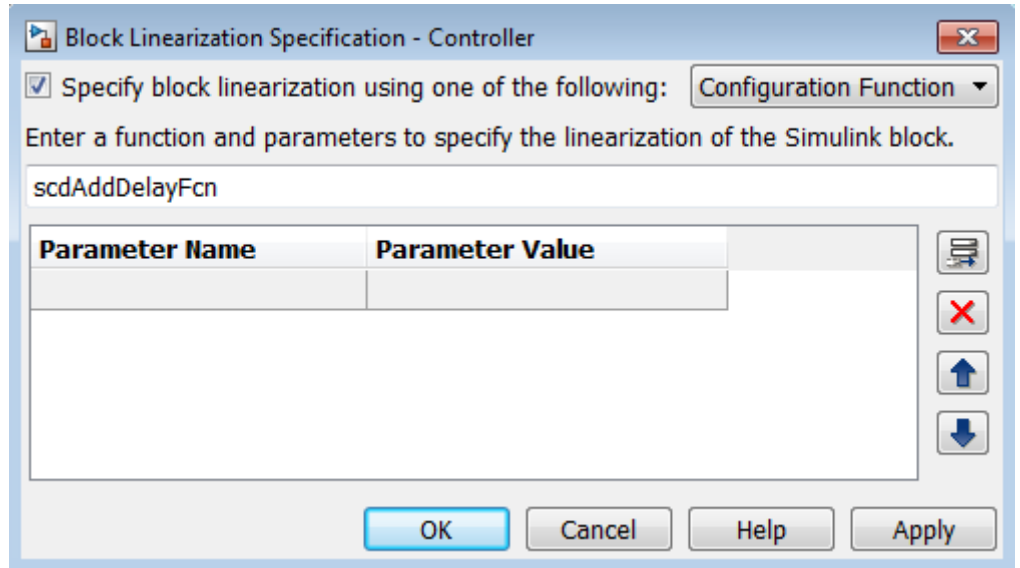 Block Linearization Specification - Controller
Specify block linearization using one of the following: Configuration Function
Enter a function and parameters to specify the linearization of the Simulink block.
scdAddDelayFcn
Parameter Name Parameter Value
OK Cancel Help Apply